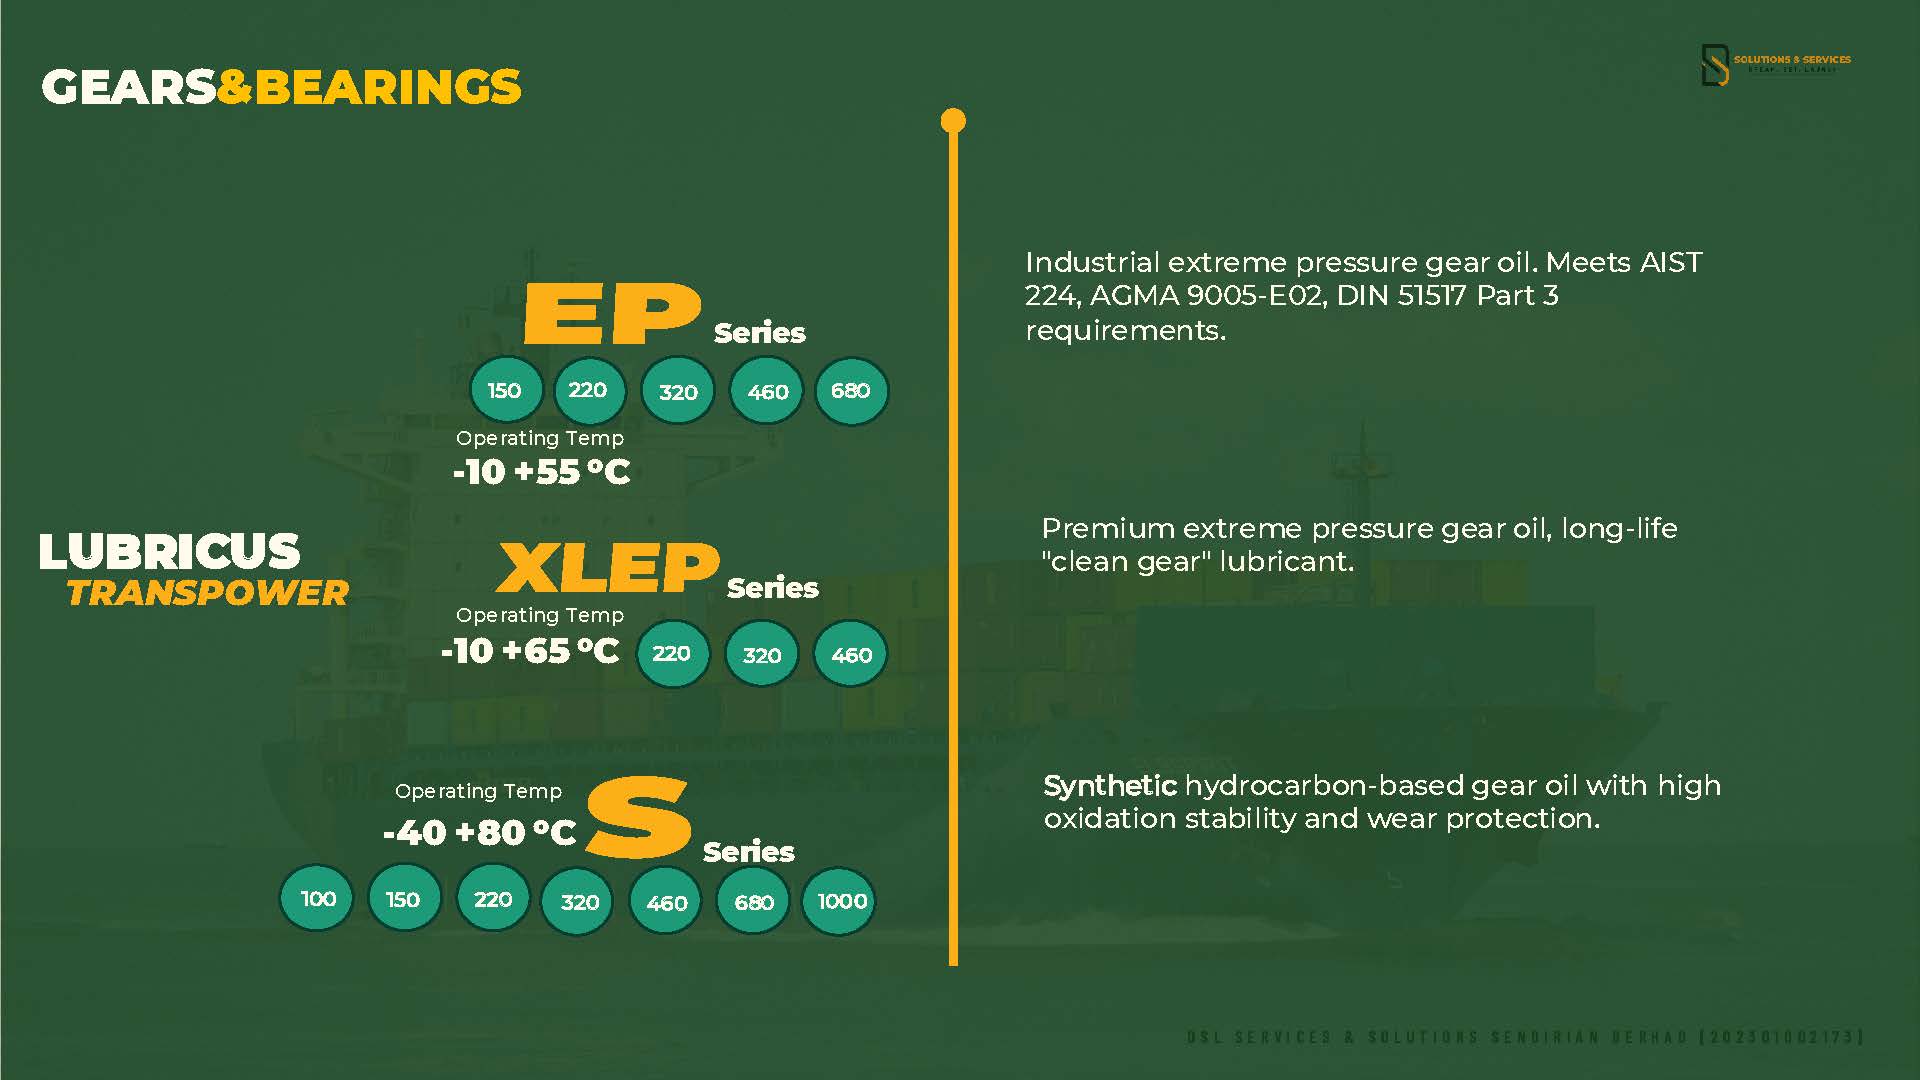 GEARS&BEARINGS
SOLUTIONS & SERVICES
EP Series
150 220 320 460 680
Operating Temp
-10 +55 ºC
Industrial extreme pressure gear oil. Meets AIST
224, AGMA 9005-E02, DIN 51517 Part 3
requirements.
LUBRICUS
TRANSPOWER
XLEP Series
Operating Temp
-10 +65 ºC
220 320 460
Premium extreme pressure gear oil, long-life
"clean gear" lubricant.
Operating Temp
-40 +80 ºC
S Series
100 150 220 320 460 680 1000
Synthetic hydrocarbon-based gear oil with high
oxidation stability and wear protection.
DSL SERVICES & SOLUTIONS SENDIRIAN BERHAD [202301002173]